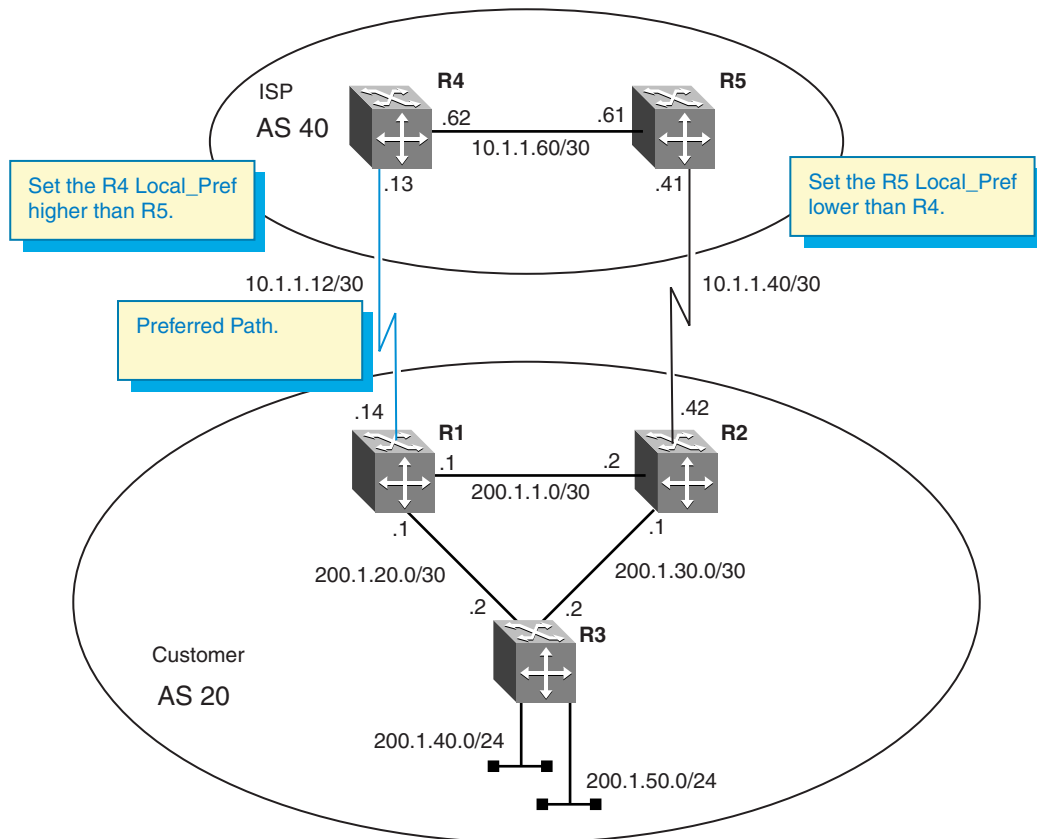 R4
R5
ISP
AS 40
.62
.61
10.1.1.60/30
.13
.41
Set the R4 Local_Pref
higher than R5.
Set the R5 Local_Pref
lower than R4.
10.1.1.12/30
10.1.1.40/30
Preferred Path.
.14
.42
R1
R2
.1
.2
200.1.1.0/30
.1
.1
200.1.20.0/30
200.1.30.0/30
.2
.2
R3
Customer
AS 20
200.1.40.0/24
200.1.50.0/24